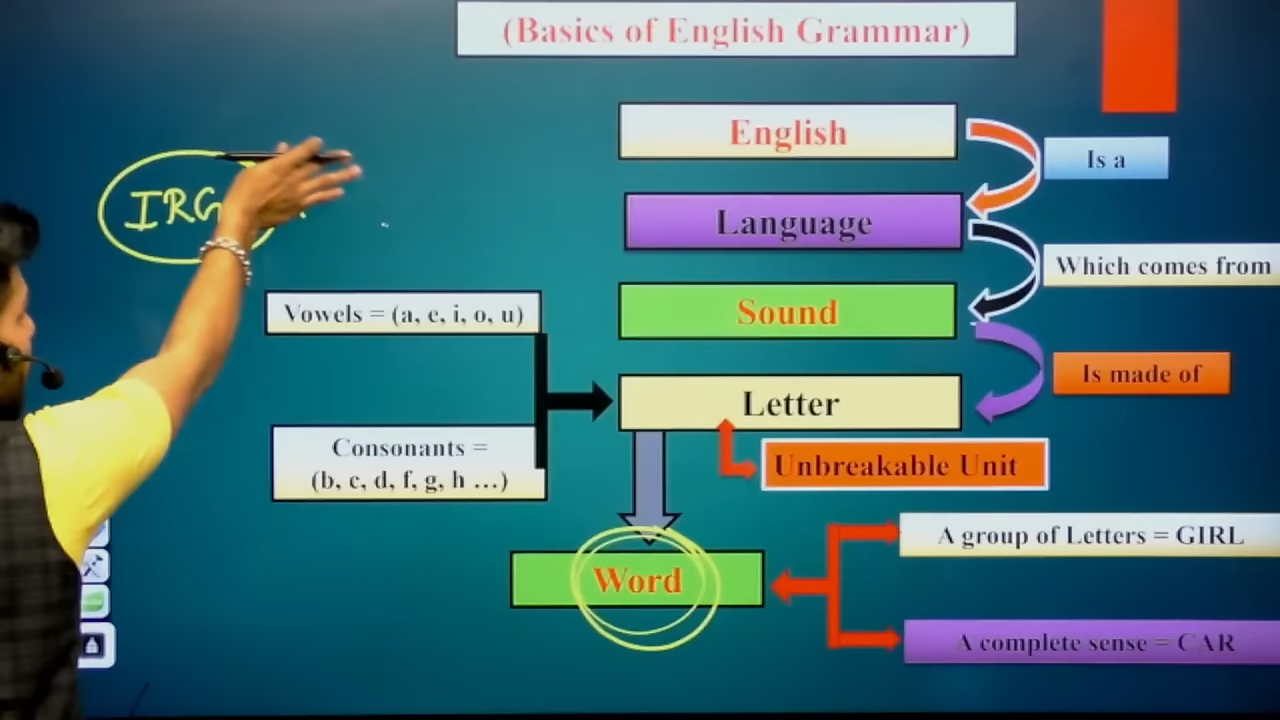 (Basics of English Grammar)
English
Is a
Language
Which comes from
Sound
Vowels = (a, e, i, o, u)
Is made of
Letter
Consonants =
(b, c, d, f, g, h ...)
Unbreakable Unit
A group of Letters = GIRL
Word
A complete sense = CAR